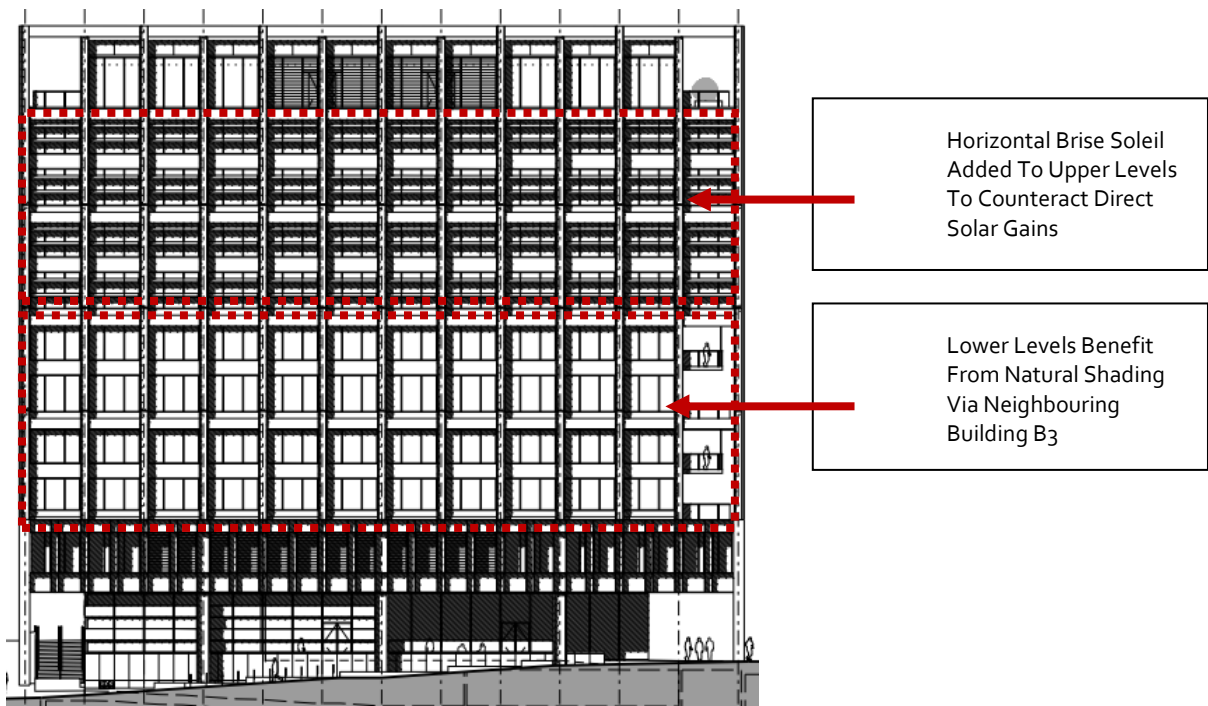 Horizontal Brise Soleil
Added To Upper Levels
To Counteract Direct
Solar Gains
Lower Levels Benefit
From Natural Shading
Via Neighbouring
Building B3